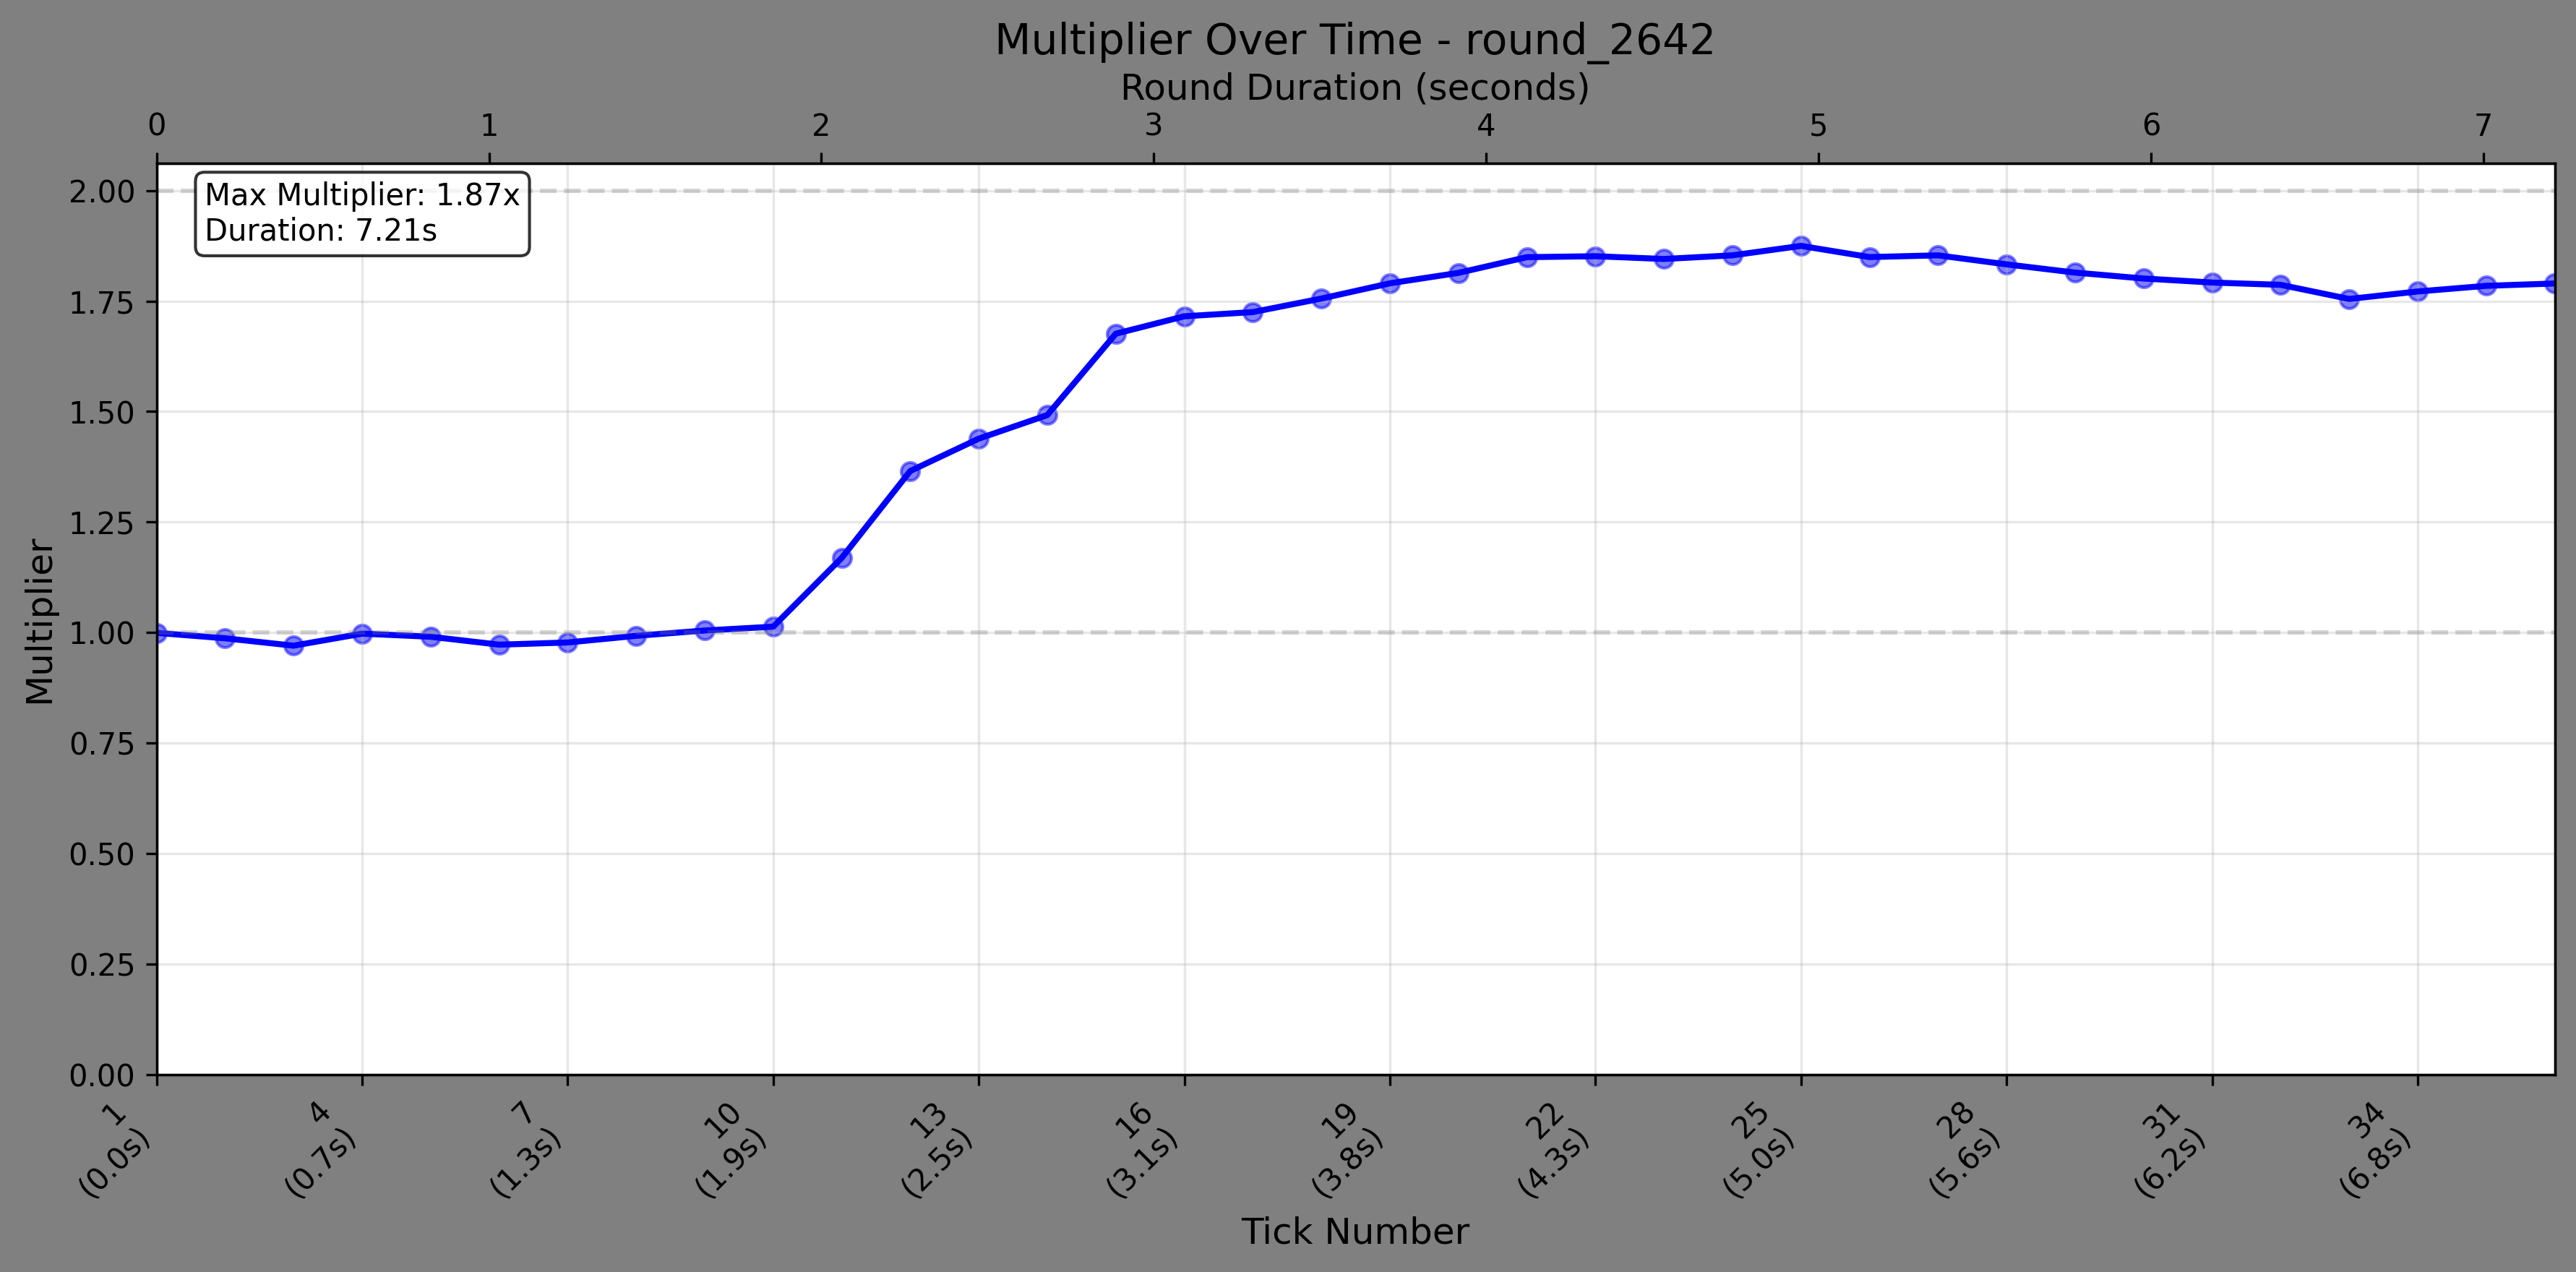 Multiplier Over Time - round_2642
Round Duration (seconds)
0 1 2 3 4 5 6 7
Max Multiplier: 1.87x
Duration: 7.21s
Multiplier
2.00
1.75
1.50
1.25
1.00
0.75
0.50
0.25
0.00
1
(0.0s)
4
(0.7s)
7
(1.3s)
10
(1.9s)
13
(2.5s)
16
(3.1s)
19
(3.8s)
22
(4.3s)
25
(5.0s)
28
(5.6s)
31
(6.2s)
34
(6.8s)
Tick Number